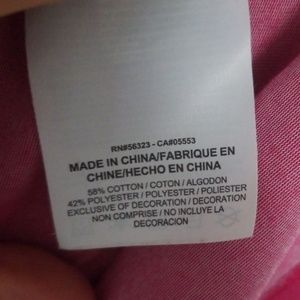 RN#56323 - CA#05553
MADE IN CHINA/FABRIQUE EN
CHINE/HECHO EN CHINA
58% COTTON / COTON / ALGODON
42% POLYESTER / POLYESTER / POLIESTER
EXCLUSIVE OF DECORATION / DECORATION
NON COMPRISE / NO INCLUYE
DECORACION